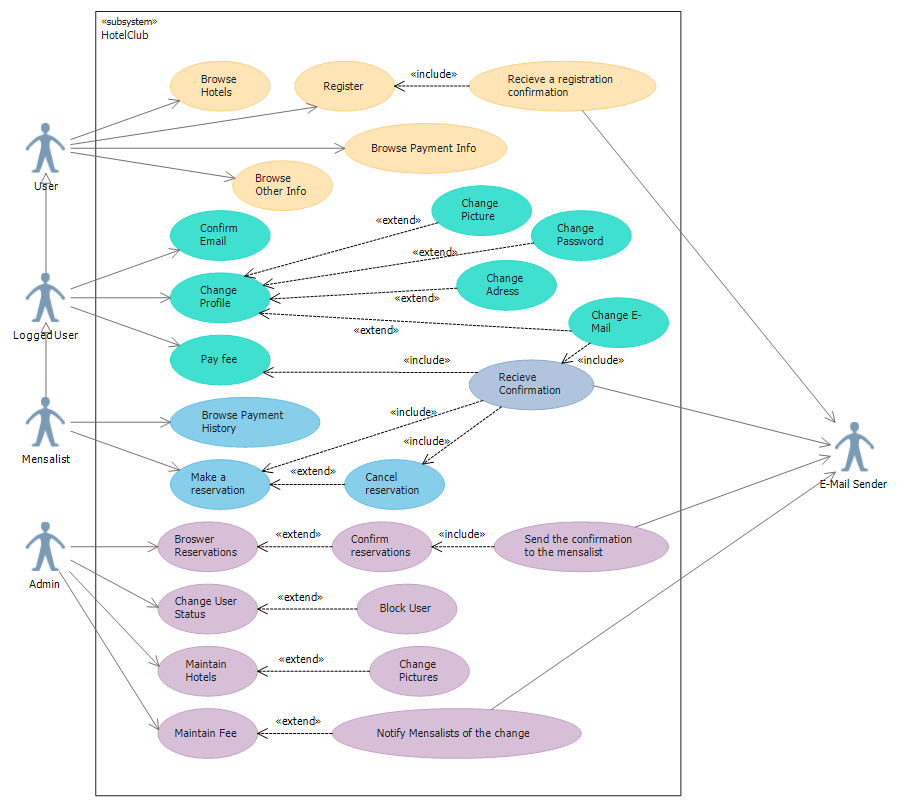 «subsystem»
HotelClub
Browse
Hotels
Register
«include»
Recieve a registration
confirmation
User
Browse Payment Info
Browse
Other Info
Confirm
Email
«extend»
Change
Picture
«extend»
Change
Password
LoggedUser
Change
Profile
«extend»
Change
Adress
«extend»
Change E-
Mail
Pay fee
«include»
«include»
Recieve
Confirmation
Mensalist
Browse Payment
History
«include»
«include»
Make a
reservation
«extend»
Cancel
reservation
E-Mail Sender
Admin
Broswer
Reservations
«extend»
Confirm
reservations
«include»
Send the confirmation
to the mensalist
Change User
Status
«extend»
Block User
Maintain
Hotels
«extend»
Change
Pictures
Maintain Fee
«extend»
Notify Mensalists of the change